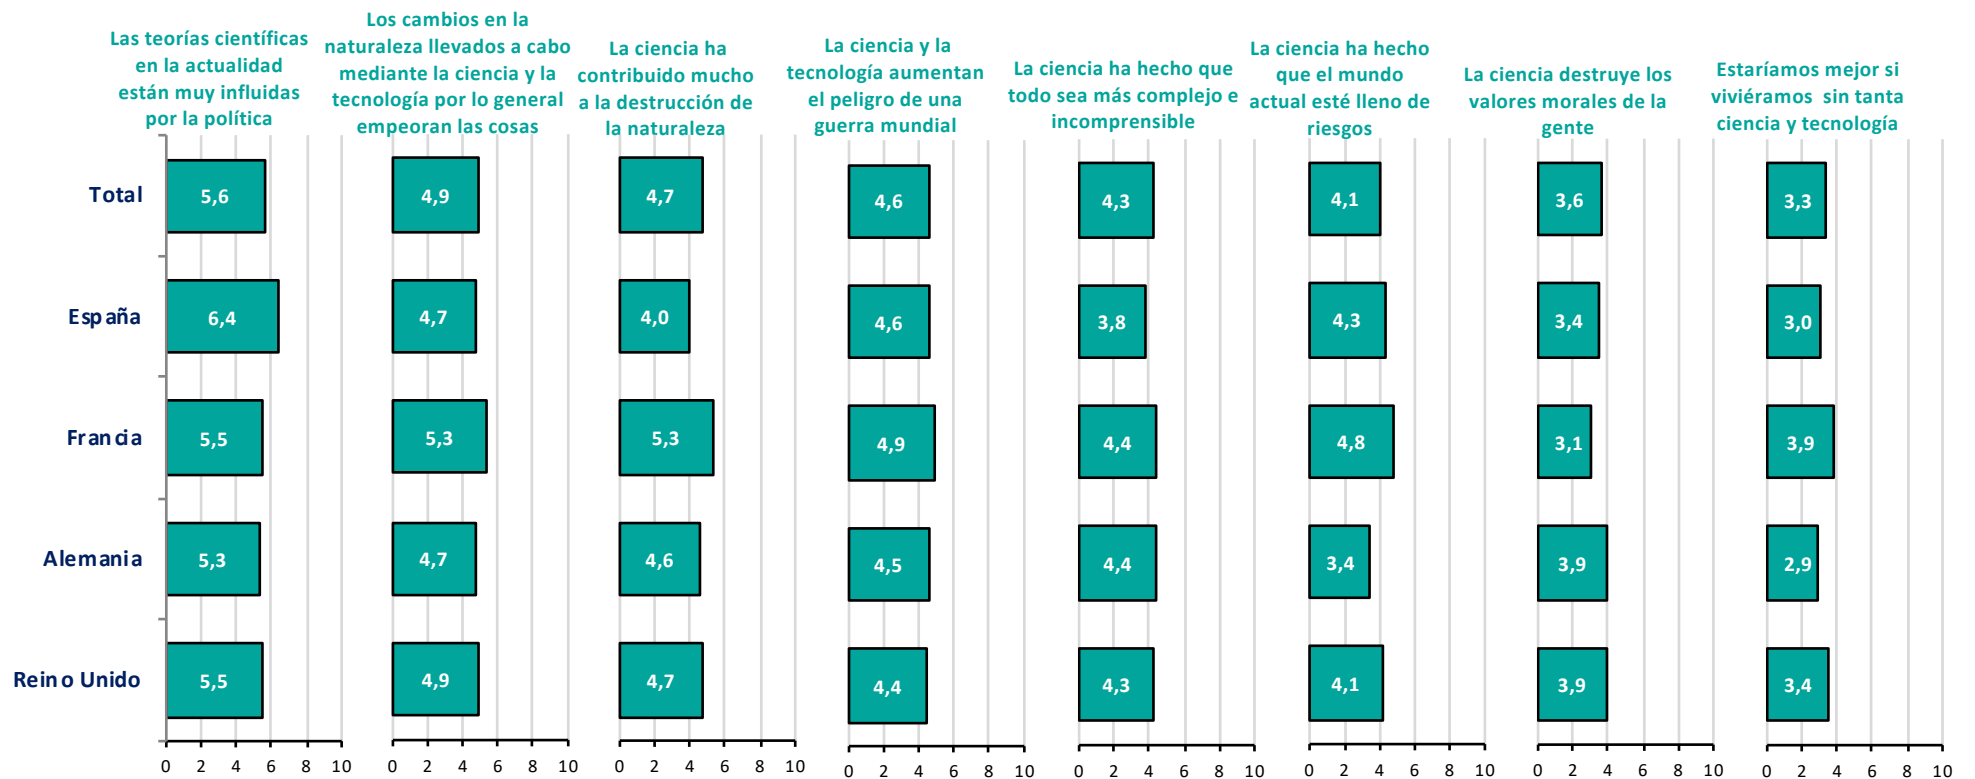 Las teorías científicas
en la actualidad
están muy influidas
por la política
Los cambios en la
naturaleza llevados a cabo
mediante la ciencia y la
tecnología por lo general
empeoran las cosas
La ciencia ha
contribuido mucho
a la destrucción de
la naturaleza
La ciencia y la
tecnología aumentan
el peligro de una
guerra mundial
La ciencia ha hecho que
todo sea más complejo e
incomprensible
La ciencia ha hecho
que el mundo
actual esté lleno de
riesgos
La ciencia destruye los
valores morales de la
gente
Estaríamos mejor si
viviéramos sin tanta
ciencia y tecnología
Total 5,6 4,9 4,7 4,6 4,3 4,1 3,6 3,3
España 6,4 4,7 4,0 4,6 3,8 4,3 3,4 3,0
Francia 5,5 5,3 5,3 4,9 4,4 4,8 3,1 3,9
Alemania 5,3 4,7 4,6 4,5 4,4 3,4 3,9 2,9
Reino Unido 5,5 4,9 4,7 4,4 4,3 4,1 3,9 3,4
0 2 4 6 8 10 0 2 4 6 8 10 0 2 4 6 8 10 0 2 4 6 8 10 0 2 4 6 8 10 0 2 4 6 8 10 0 2 4 6 8 10 0 2 4 6 8 10